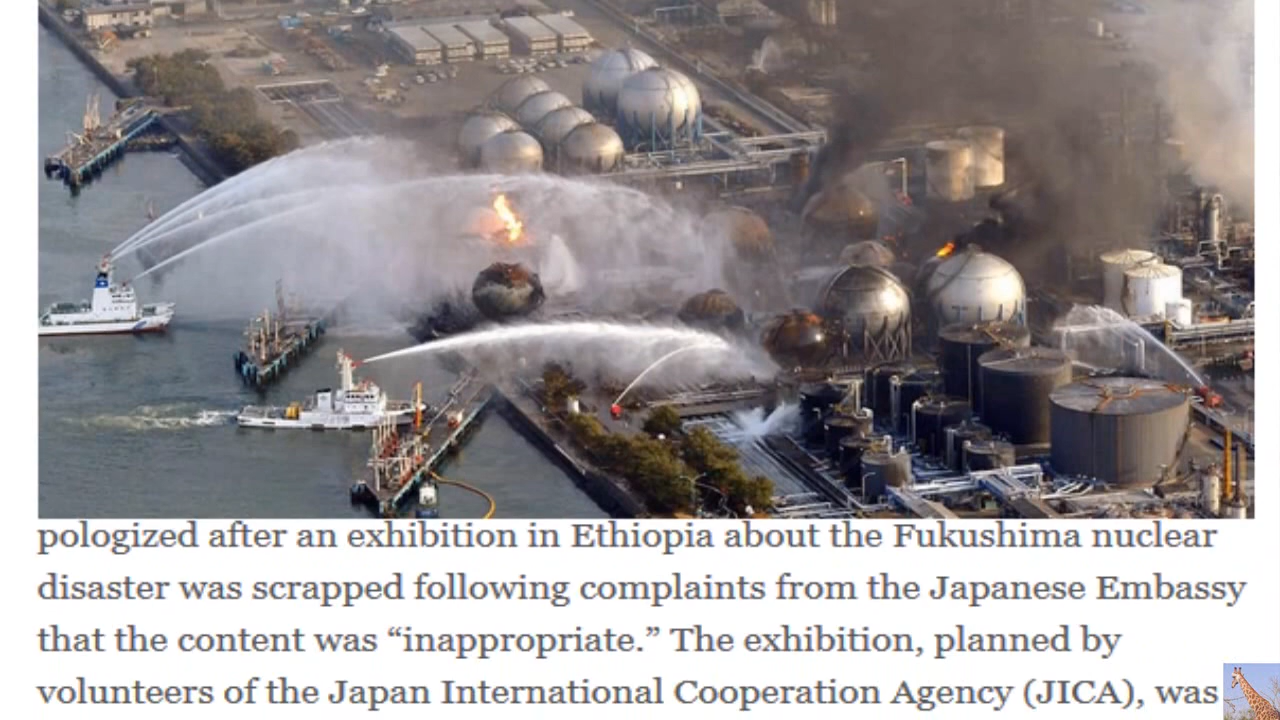 pologized after an exhibition in Ethiopia about the Fukushima nuclear
disaster was scrapped following complaints from the Japanese Embassy
that the content was “inappropriate.” The exhibition, planned by
volunteers of the Japan International Cooperation Agency (JICA), was